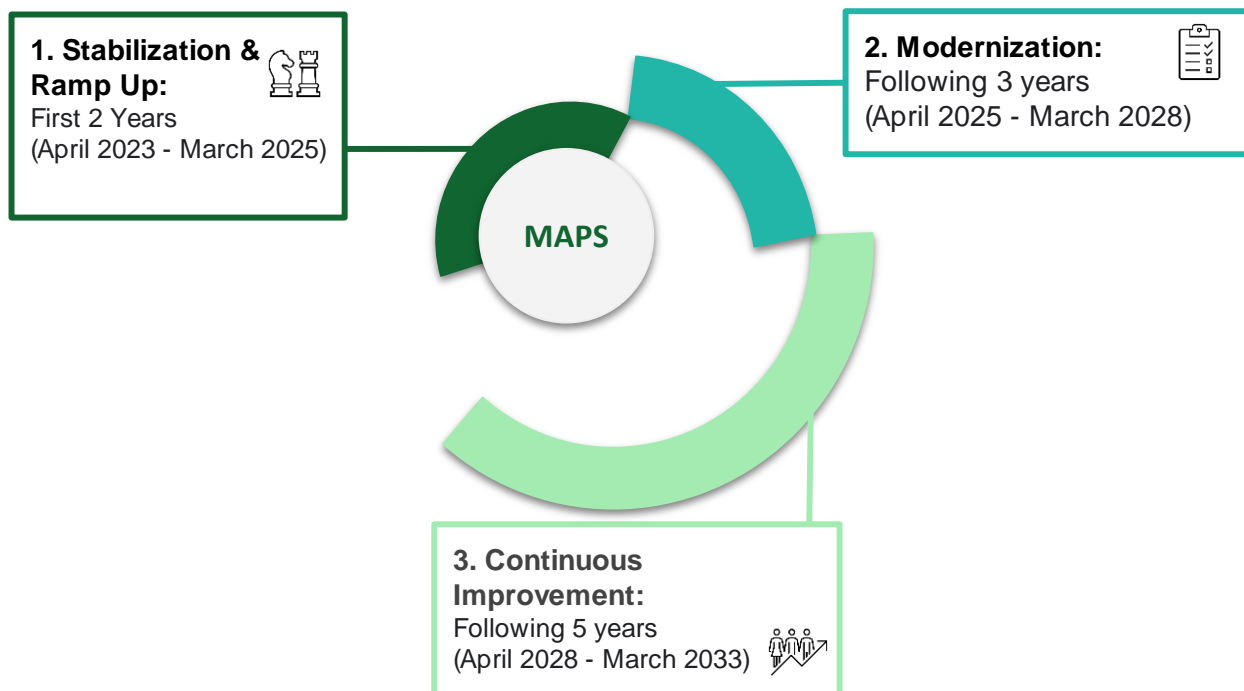 1. Stabilization &
Ramp Up:
First 2 Years
(April 2023 - March 2025)
2. Modernization:
Following 3 years
(April 2025 - March 2028)
MAPS
3. Continuous
Improvement:
Following 5 years
(April 2028 - March 2033)